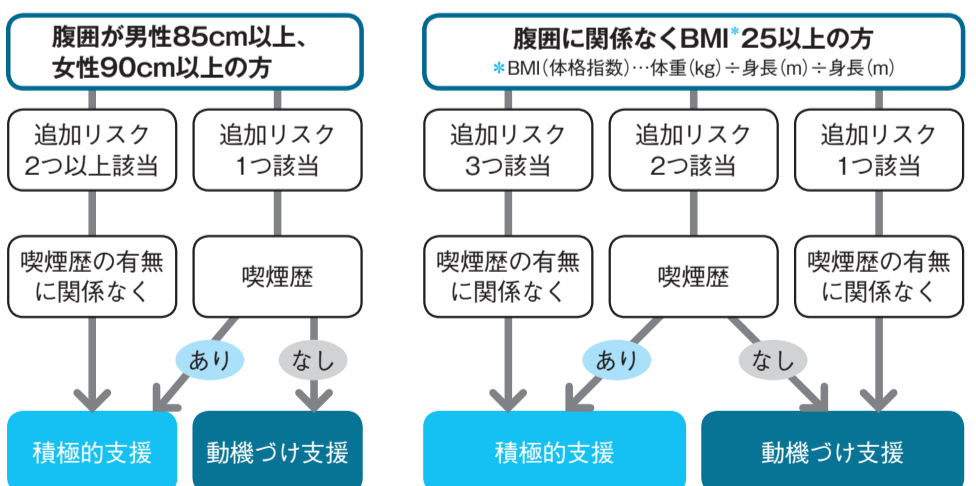 腹囲が男性85cm以上、
女性90cm以上の方
追加リスク
2つ以上該当
追加リスク
1つ該当
喫煙歴の有無
に関係なく
喫煙歴
あり
なし
積極的支援
動機づけ支援
腹囲に関係なくBMI*25以上の方
*BMI(体格指数)…体重(kg)÷身長(m)÷身長(m)
追加リスク
3つ該当
追加リスク
2つ該当
追加リスク
1つ該当
喫煙歴の有無
に関係なく
喫煙歴
喫煙歴の有無
に関係なく
あり
なし
積極的支援
動機づけ支援